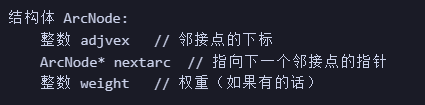 结构体 ArcNode:
    整数 adjvex   // 邻接点的下标
    ArcNode* nextarc  // 指向下一个邻接点的指针
    整数 weight   // 权重（如果有的话）